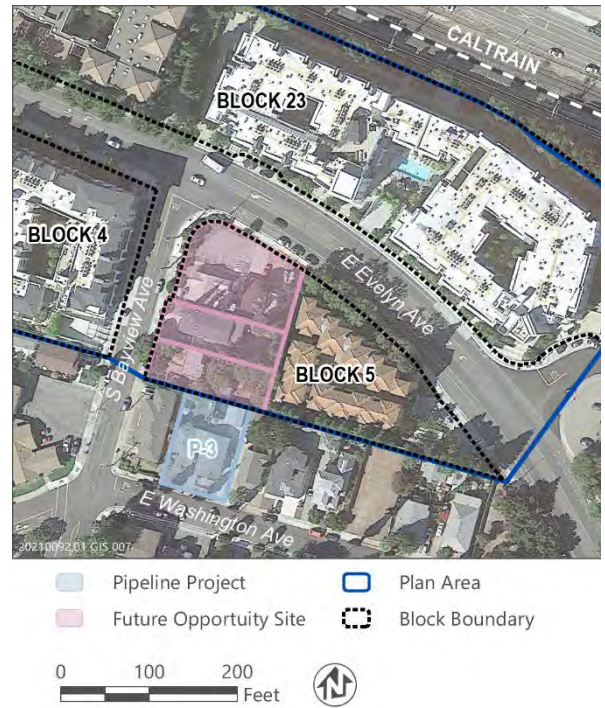 CALTRAIN
BLOCK 23
BLOCK 4
S Bayview Ave
E Evelyn Ave
BLOCK 5
P-3
E Washington Ave
20210092.01 GIS 007
Pipeline Project
Plan Area
Future Opportunity Site
Block Boundary
0 100 200
Feet
N